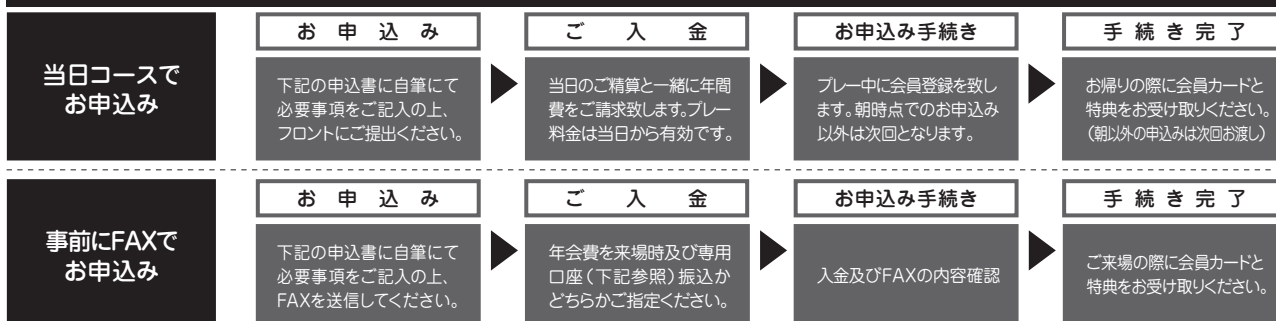 当日コースで
お申込み
お申込み
下記の申込書に自筆にて
必要事項をご記入の上、
フロントにご提出ください。
ご入金
当日のご精算と一緒に年間
費をご請求致します。プレー
料金は当日から有効です。
お申込み手続き
プレー中に会員登録を致し
ます。朝時点でのお申込み
以外は次回となります。
手続き完了
お帰りの際に会員カードと
特典をお受け取りください。
（朝以外の申込みは次回お渡し）
事前にFAXで
お申込み
お申込み
下記の申込書に自筆にて
必要事項をご記入の上、
FAXを送信してください。
ご入金
年会費を来場時及び専用
口座（下記参照）振込か
どちらかご指定ください。
お申込み手続き
入金及びFAXの内容確認
手続き完了
ご来場の際に会員カードと
特典をお受け取りください。